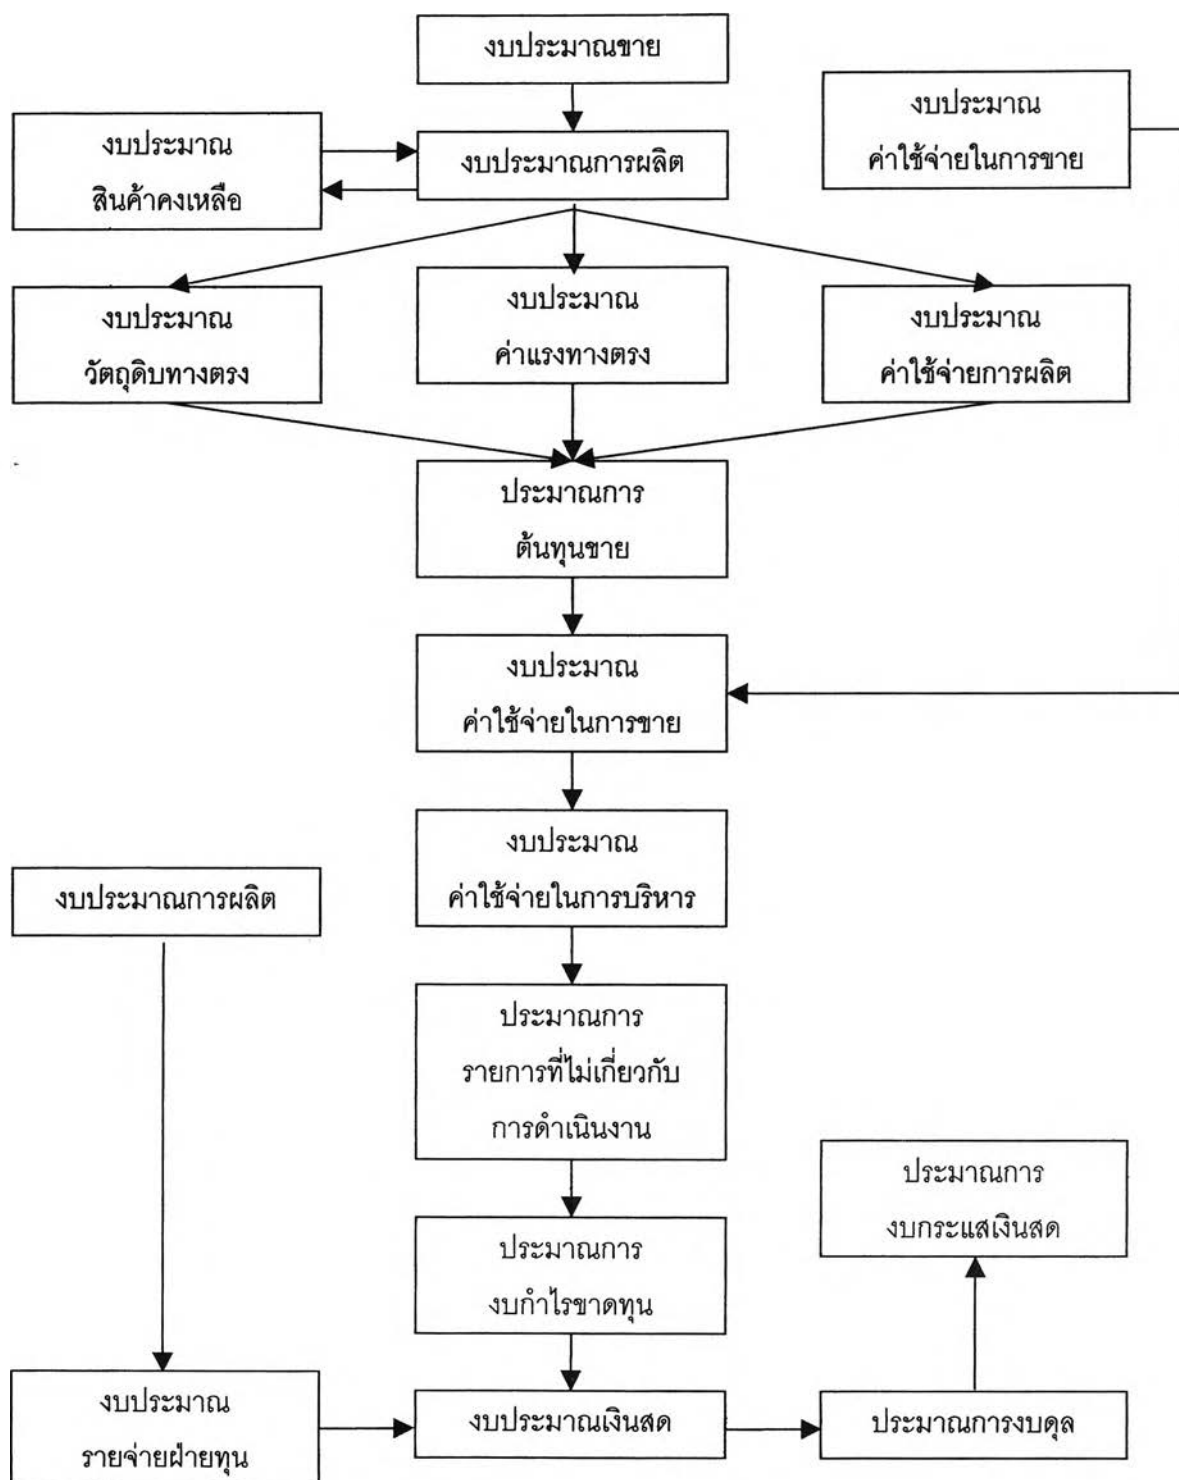 งบประมาณขาย
งบประมาณ
ค่าใช้จ่ายในการขาย
งบประมาณ
สินค้าคงเหลือ
งบประมาณการผลิต
งบประมาณ
วัตถุดิบทางตรง
งบประมาณ
ค่าแรงทางตรง
งบประมาณ
ค่าใช้จ่ายการผลิต
ประมาณการ
ต้นทุนขาย
งบประมาณ
ค่าใช้จ่ายในการขาย
งบประมาณ
ค่าใช้จ่ายในการบริหาร
งบประมาณการผลิต
ประมาณการ
รายการที่ไม่เกี่ยวกับ
การดำเนินงาน
ประมาณการ
งบกระแสเงินสด
ประมาณการ
งบกำไรขาดทุน
งบประมาณ
รายจ่ายฝ่ายทุน
งบประมาณเงินสด
ประมาณการงบดุล